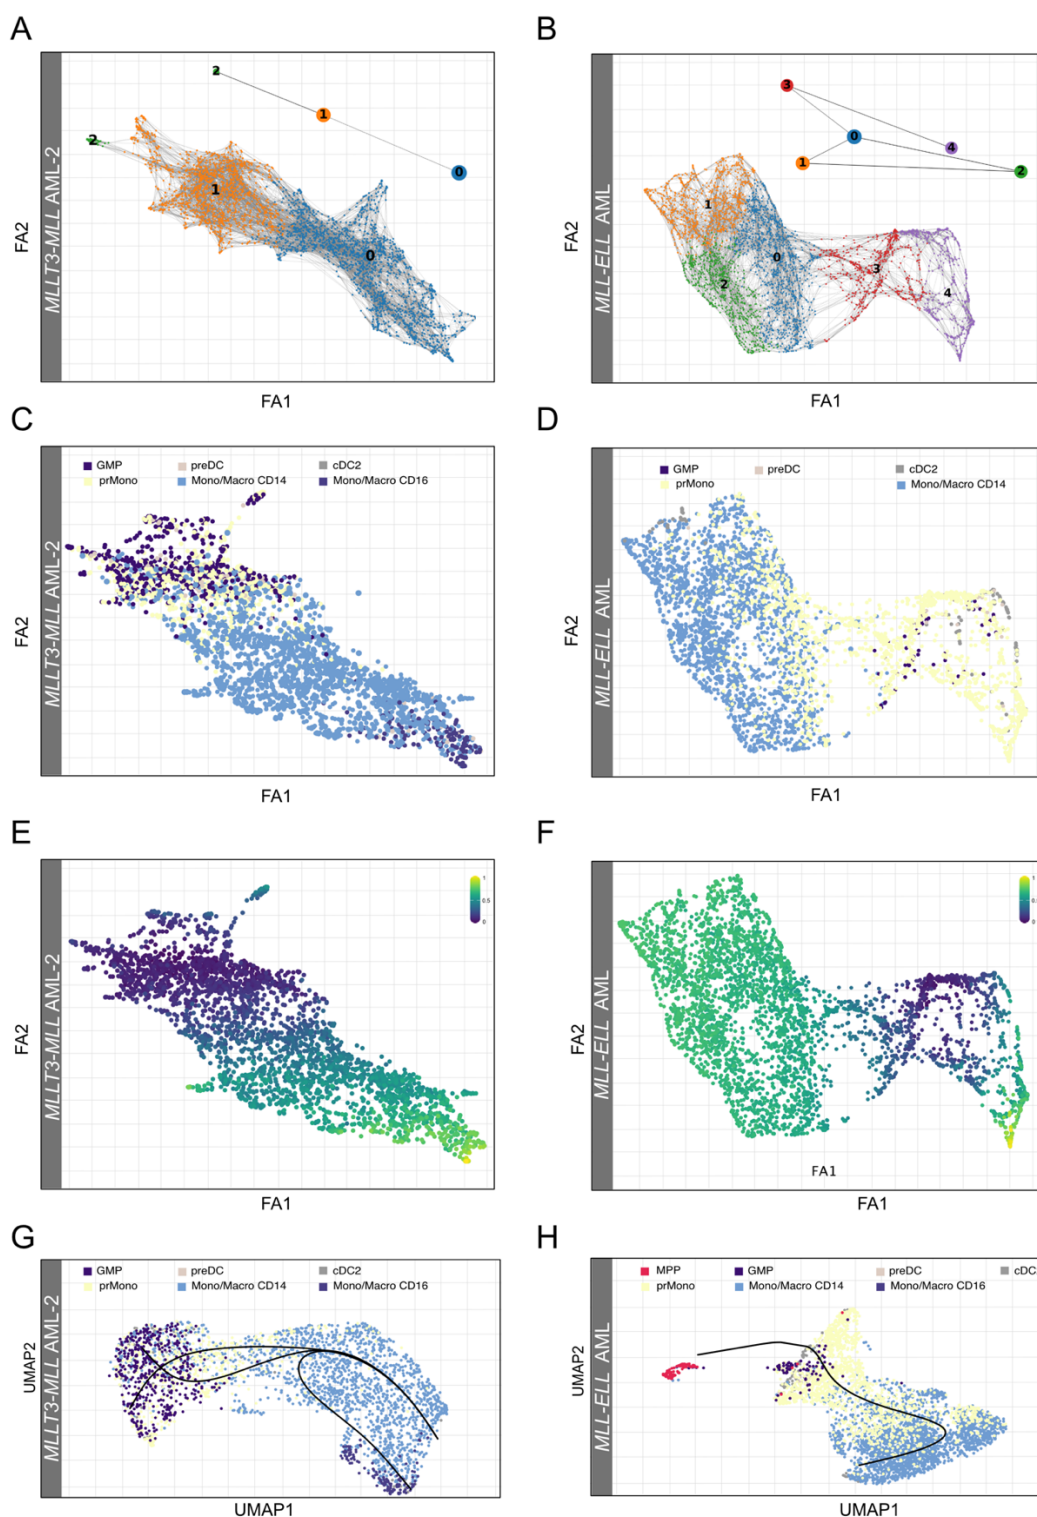 A
MLLT3-MLL AML-2
FA2
2
1
0
2
1
0
FA1
B
MLL-ELL AML
FA2
3
0
4
1
2
1
0
2
3
4
FA1
C
MLLT3-MLL AML-2
FA2
GMP preDC cDC2
prMono Mono/Macro CD14 Mono/Macro CD16
FA1
D
MLL-ELL AML
FA2
GMP preDC cDC2
prMono Mono/Macro CD14
FA1
E
MLLT3-MLL AML-2
FA2
1
0.5
0
FA1
F
MLL-ELL AML
FA2
1
0.5
0
FA1
FA1
G
MLLT3-MLL AML-2
UMAP2
GMP preDC cDC2
prMono Mono/Macro CD14 Mono/Macro CD16
UMAP1
H
MLL-ELL AML
UMAP2
MPP GMP preDC cDC
prMono Mono/Macro CD14 Mono/Macro CD16
UMAP1